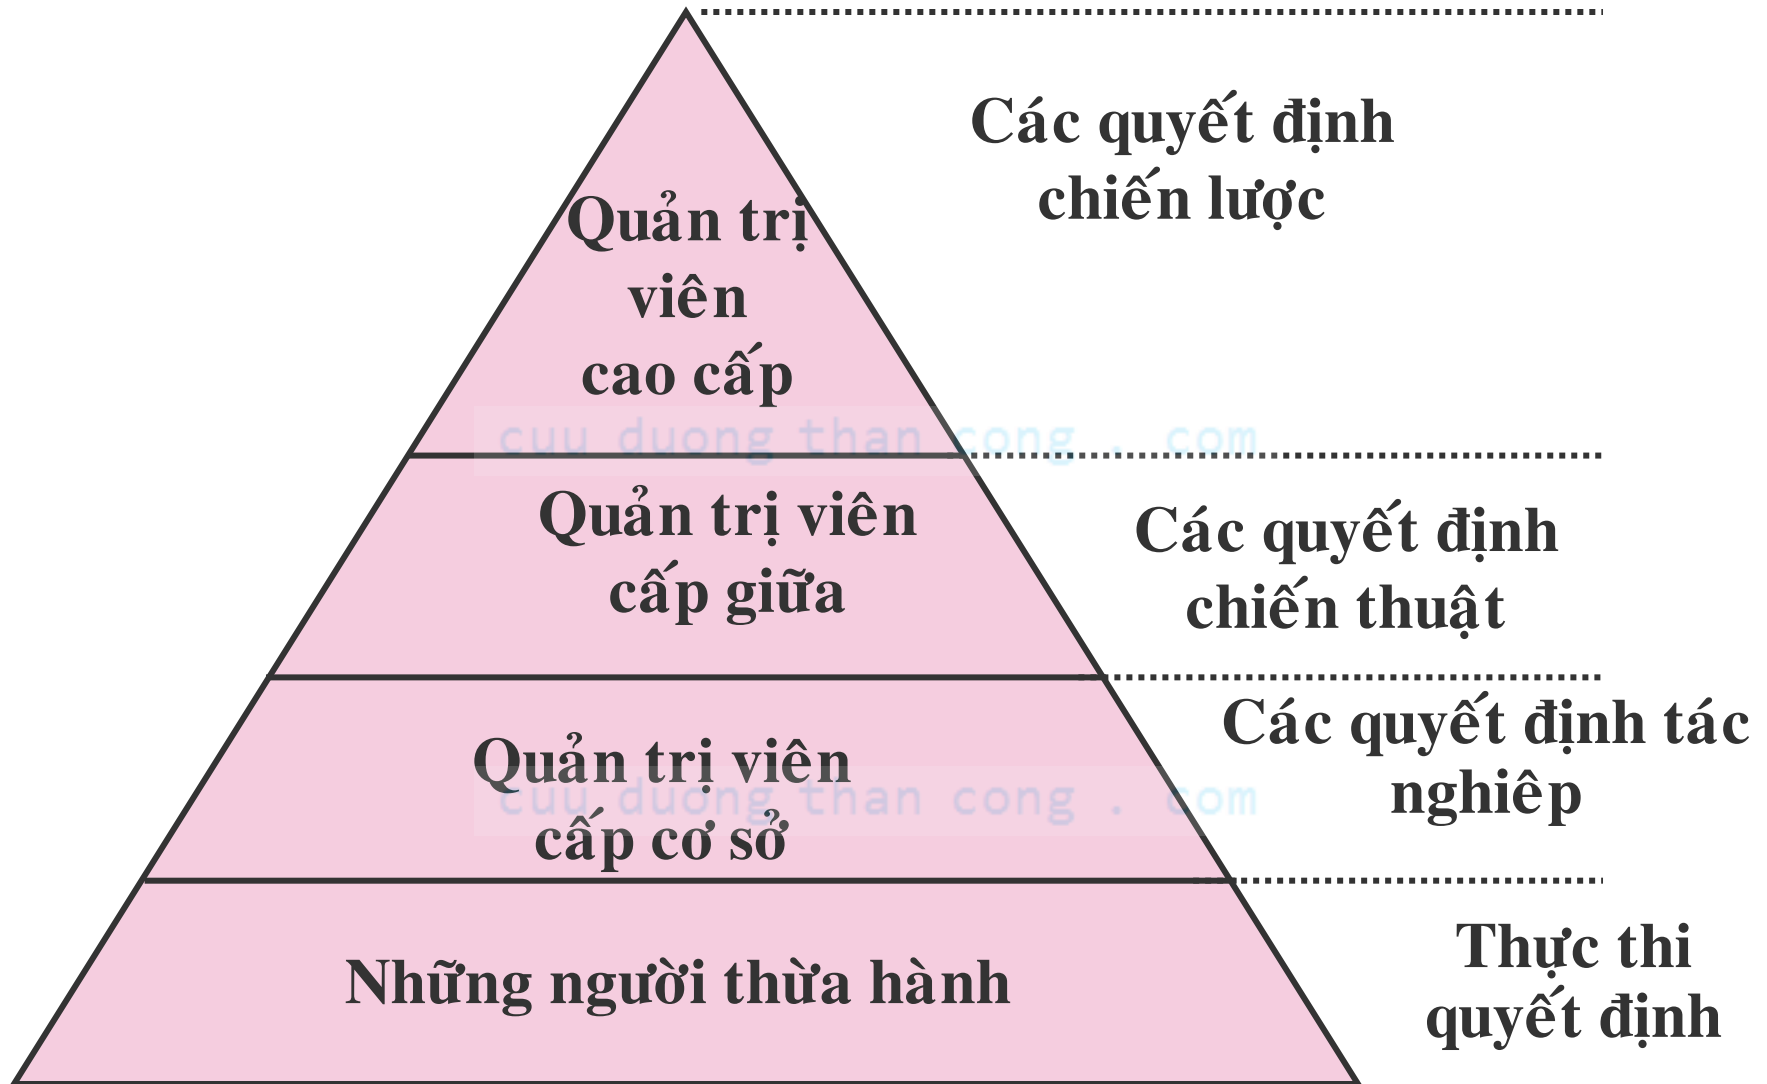 Các quyết định
chiến lược
Quản trị
viên
cao cấp
cuu duong than cong . com
Quản trị viên
cấp giữa
Các quyết định
chiến thuật
Các quyết định tác
nghiêp
Quản trị viên
cấp cơ sở
cuu duong than cong . com
Những người thừa hành
Thực thi
quyết định